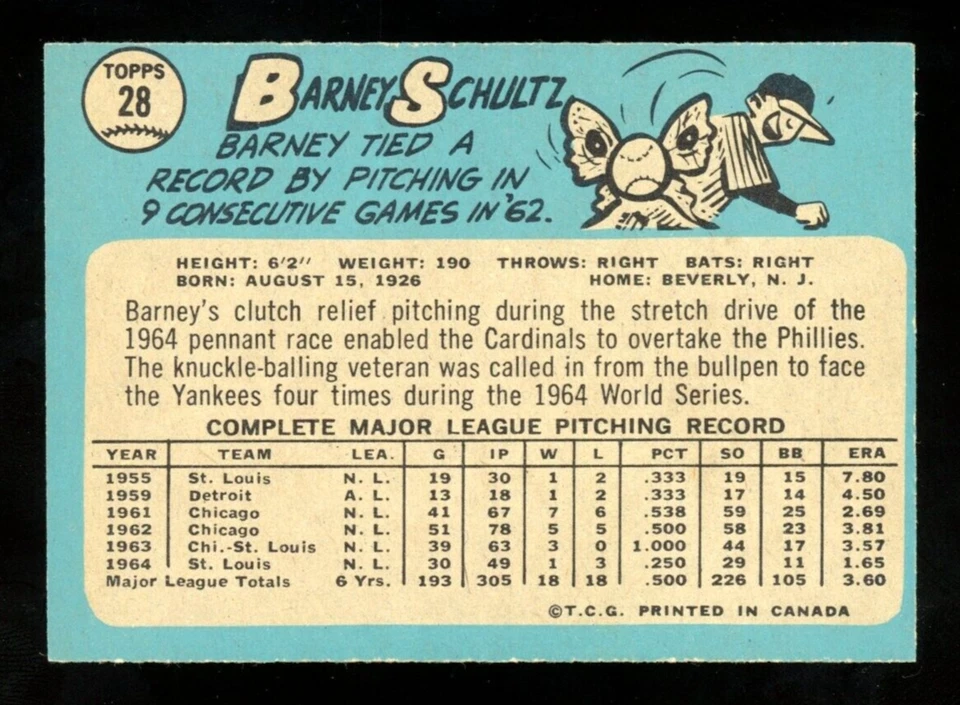 TOPPS
28
BARNEY SCHULTZ
BARNEY TIED A
RECORD BY PITCHING IN
9 CONSECUTIVE GAMES IN '62.
HEIGHT: 6'2" WEIGHT: 190 THROWS: RIGHT BATS: RIGHT
BORN: AUGUST 15, 1926 HOME: BEVERLY, N. J.
Barney's clutch relief pitching during the stretch drive of the
1964 pennant race enabled the Cardinals to overtake the Phillies.
The knuckle-balling veteran was called in from the bullpen to face
the Yankees four times during the 1964 World Series.
COMPLETE MAJOR LEAGUE PITCHING RECORD
YEAR TEAM LEA. G IP W L PCT SO BB ERA
1955 St. Louis N. L. 19 30 1 2 .333 19 15 7.80
1959 Detroit A. L. 13 18 1 2 .333 17 14 4.50
1961 Chicago N. L. 41 67 7 6 .538 59 25 2.69
1962 Chicago N. L. 51 78 5 5 .500 58 23 3.81
1963 Chi.-St. Louis N. L. 39 63 3 0 1.000 44 17 3.57
1964 St. Louis N. L. 30 49 1 3 .250 29 11 1.65
Major League Totals 6 Yrs. 193 305 18 18 .500 226 105 3.60
©T.C.G. PRINTED IN CANADA